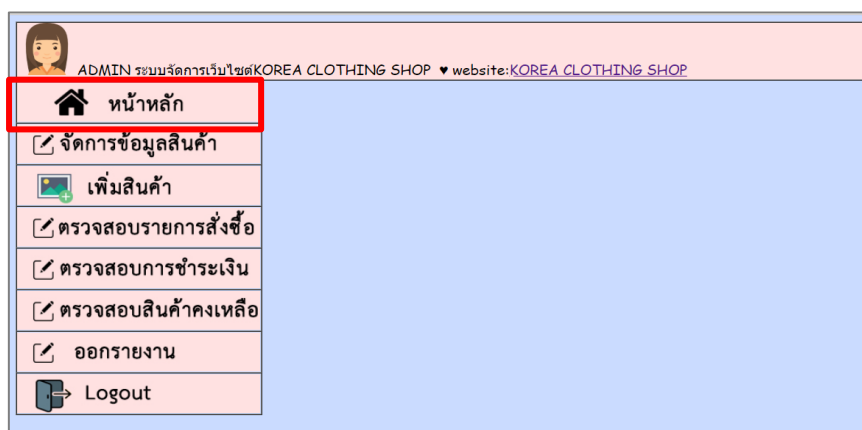 ADMIN ระบบจัดการเว็บไซต์KOREA CLOTHING SHOP ♥ website:KOREA CLOTHING SHOP
หน้าหลัก
จัดการข้อมูลสินค้า
เพิ่มสินค้า
ตรวจสอบรายการสั่งซื้อ
ตรวจสอบการชำระเงิน
ตรวจสอบสินค้าคงเหลือ
ออกรายงาน
Logout